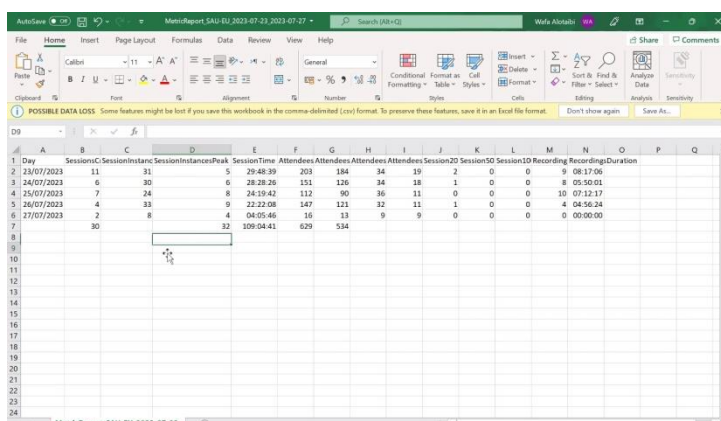 AutoSave Off MetricReport_SAU-EU_2023-07-23_2023-07-27 Search (Alt+Q) Wafa Alotaibi WA
File Home Insert Page Layout Formulas Data Review View Help Share Comments
Calibri 11 A A General Insert Delete Format
Paste B I U % Conditional Formatting Format as Table Cell Styles Sort & Filter Find & Select Analyze Data Sensitivity
Clipboard Font Alignment Number Styles Cells Editing Analysis Sensitivity
POSSIBLE DATA LOSS Some features might be lost if you save this workbook in the comma-delimited (.csv) format. To preserve these features, save it in an Excel file format. Don't show again Save As...
D9 fx
A B C D E F G H I J K L M N O P Q
1 Day SessionsC SessionInstanc SessionInstancesPeak SessionTime Attendees Attendees Attendees Attendees Session20 Session50 Session10 Recording RecordingsDuration
2 23/07/2023 11 31 5 29:48:39 203 184 34 19 2 0 0 9 08:17:06
3 24/07/2023 6 30 6 28:28:26 151 126 34 18 1 0 0 8 05:50:01
4 25/07/2023 7 24 8 24:19:42 112 90 36 11 0 0 0 10 07:12:17
5 26/07/2023 4 33 9 22:22:08 147 121 32 11 1 0 0 4 04:56:24
6 27/07/2023 2 8 4 04:05:46 16 13 9 9 0 0 0 0 00:00:00
7 30 32 109:04:41 629 534
8
9
10
11
12
13
14
15
16
17
18
19
20
21
22
23
24